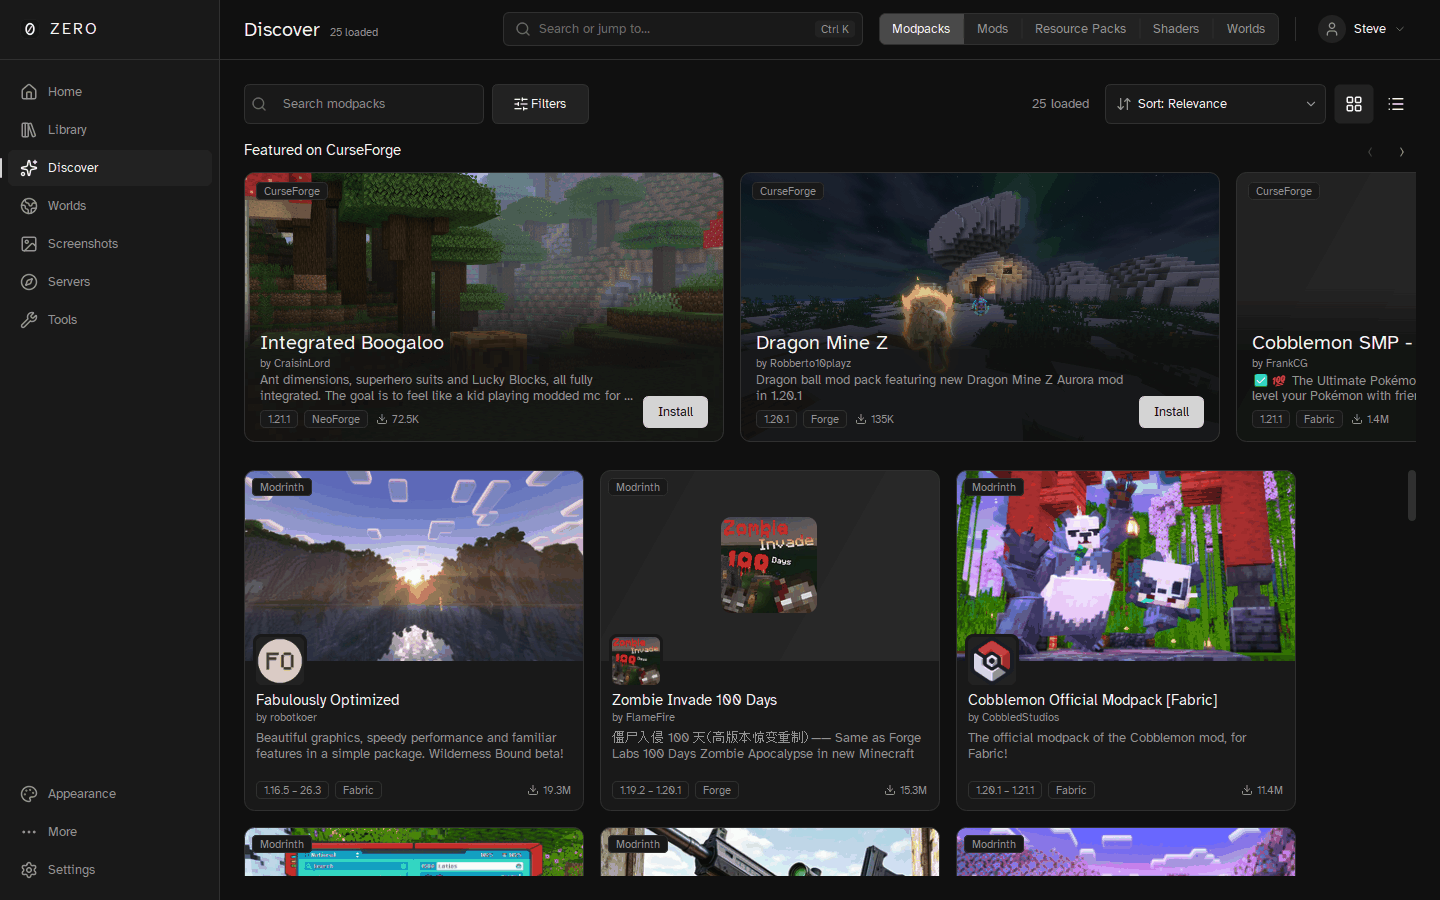 ZERO
Discover
25 loaded
Search or jump to...
Ctrl K
Modpacks
Mods
Resource Packs
Shaders
Worlds
Steve
Home
Library
Discover
Worlds
Screenshots
Servers
Tools
Appearance
More
Settings
Search modpacks
Filters
25 loaded
Sort: Relevance
Featured on CurseForge
CurseForge
Integrated Boogaloo
by CraisinLord
Ant dimensions, superhero suits and Lucky Blocks, all fully
integrated. The goal is to feel like a kid playing modded mc for ...
1.21.1
NeoForge
72.5K
Install
CurseForge
Dragon Mine Z
by Robberto10playz
Dragon ball mod pack featuring new Dragon Mine Z Aurora mod
in 1.20.1
1.20.1
Forge
135K
Install
CurseForge
Cobblemon SMP -
by FrankCG
✅ 💯 The Ultimate Pokémo
level your Pokémon with frie
1.21.1
Fabric
1.4M
Modrinth
FO
Fabulously Optimized
by robotkoer
Beautiful graphics, speedy performance and familiar
features in a simple package. Wilderness Bound beta!
1.16.5 – 26.3
Fabric
19.3M
Modrinth
Zombie
Invade
100 Days
Zombie Invade 100 Days
by FlameFire
僵尸入侵 100 天(高版本惊变重制) —— Same as Forge
Labs 100 Days Zombie Apocalypse in new Minecraft
1.19.2 – 1.20.1
Forge
15.3M
Modrinth
Cobblemon Official Modpack [Fabric]
by CobbledStudios
The official modpack of the Cobblemon mod, for
Fabric!
1.20.1 – 1.21.1
Fabric
11.4M
Modrinth
Modrinth
Modrinth